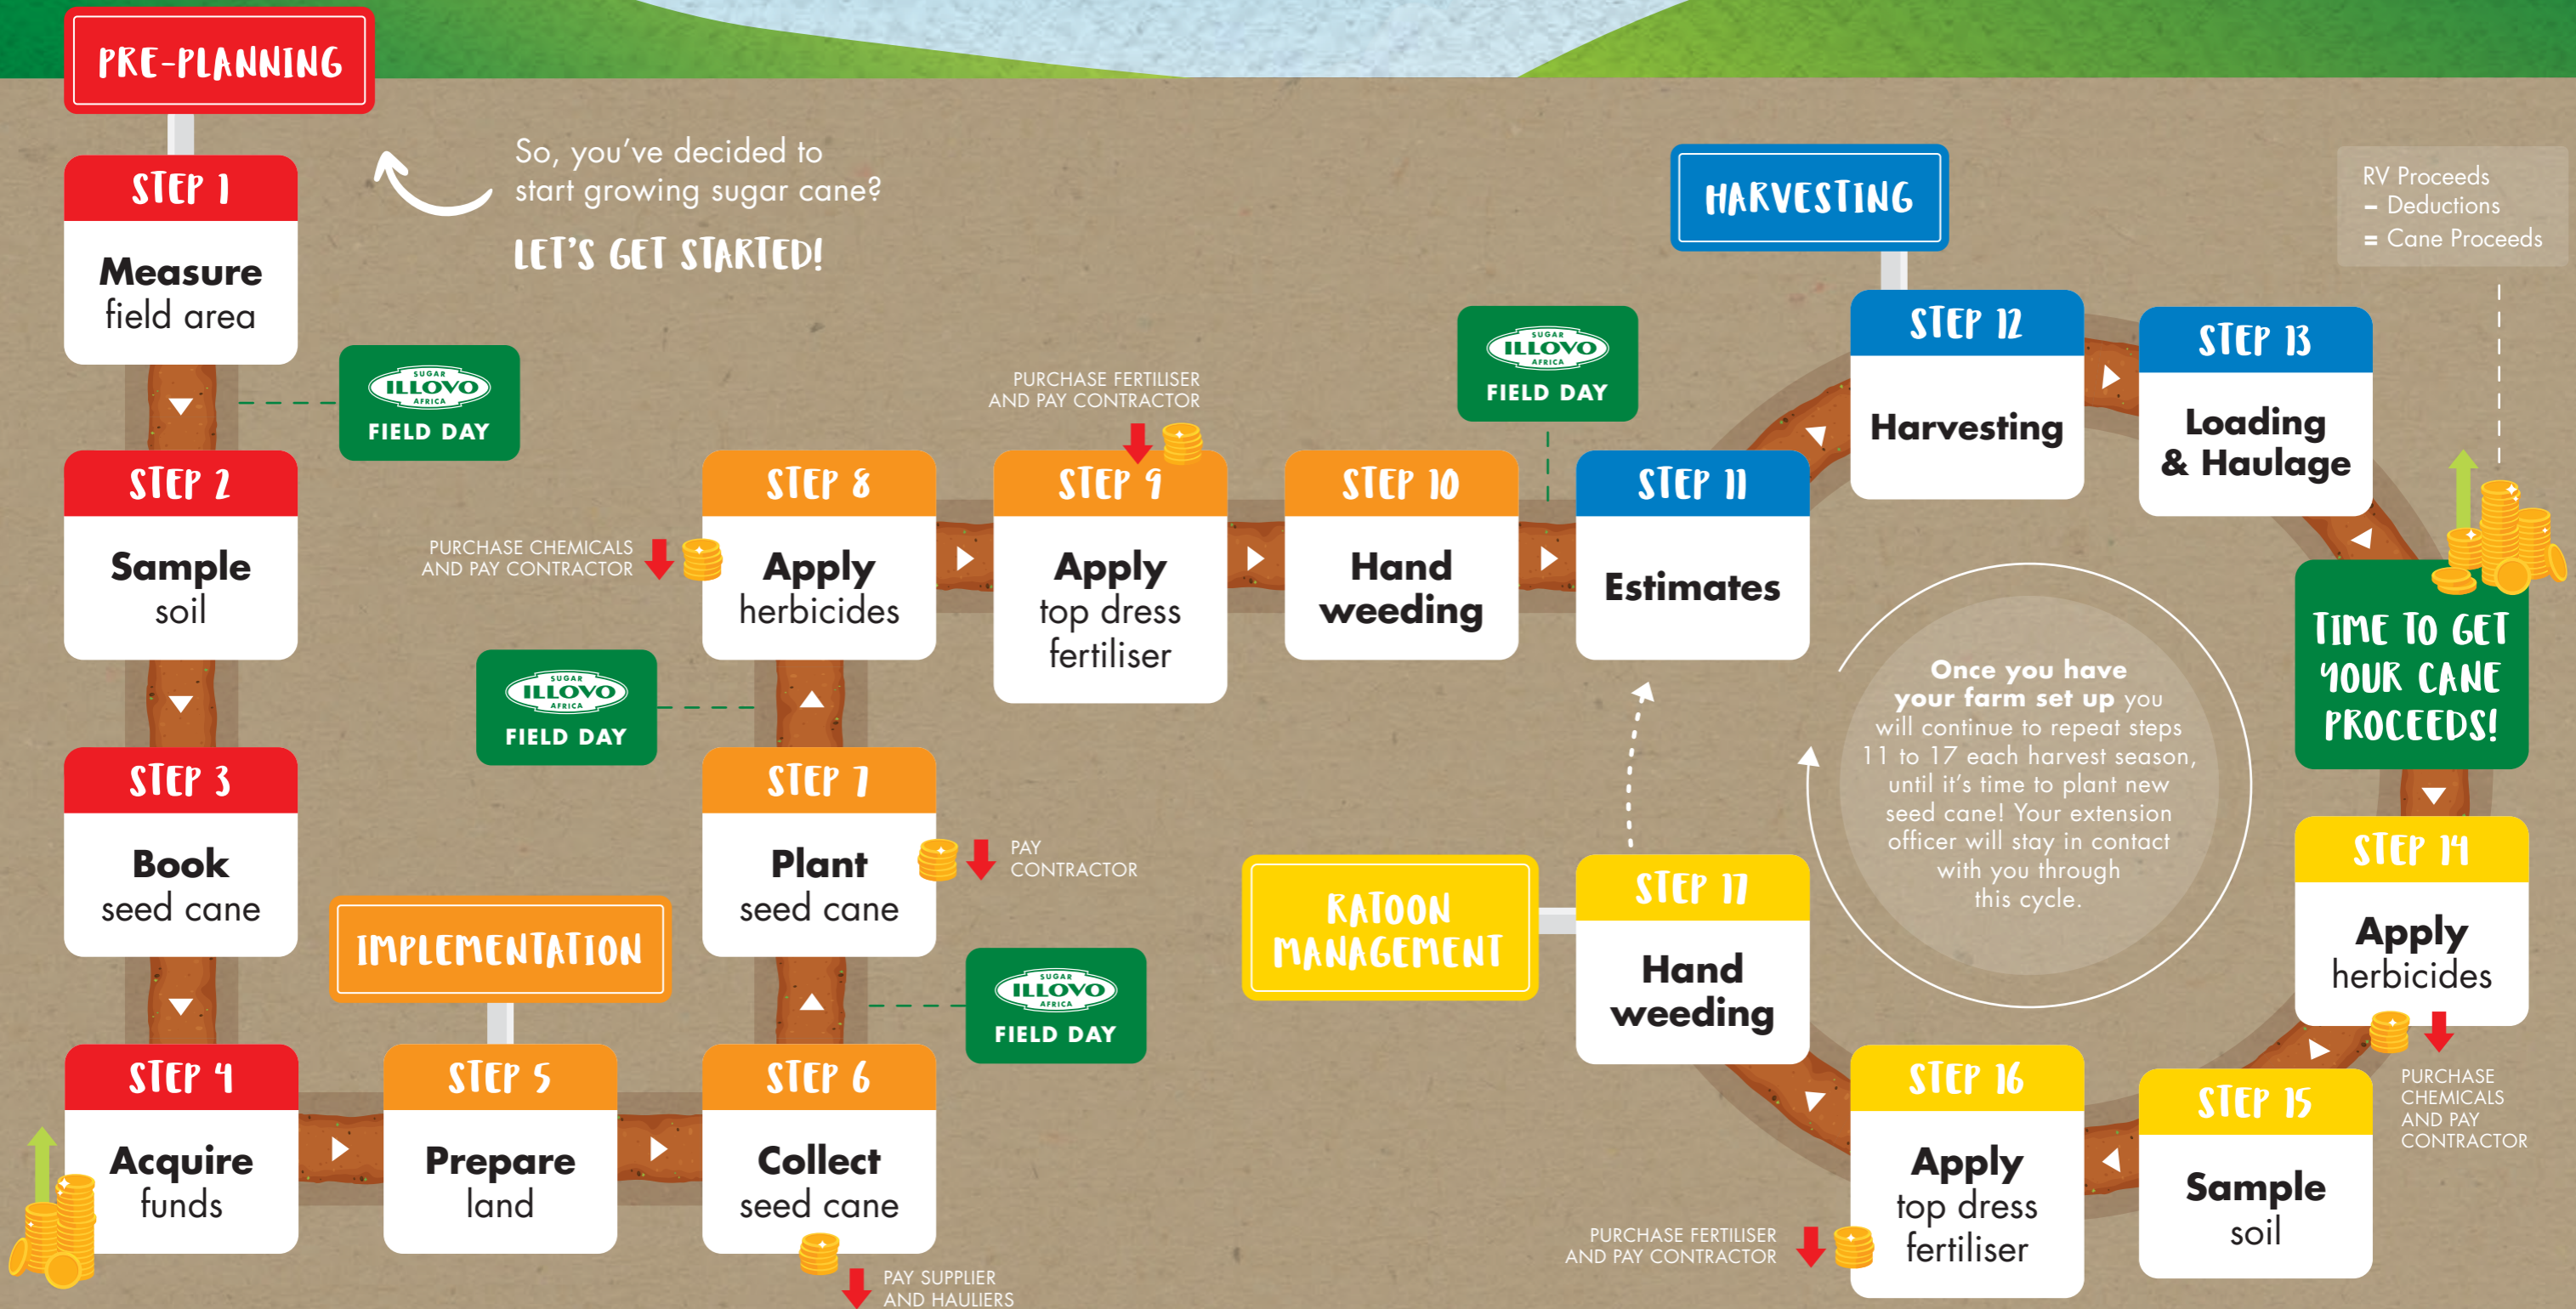 PRE-PLANNING
So, you've decided to
start growing sugar cane?
LET'S GET STARTED!
STEP 1
Measure
field area
SUGAR
ILLOVO
AFRICA
FIELD DAY
STEP 2
Sample
soil
STEP 3
Book
seed cane
STEP 4
Acquire
funds
IMPLEMENTATION
STEP 5
Prepare
land
STEP 6
Collect
seed cane
PAY SUPPLIER
AND HAULIERS
SUGAR
ILLOVO
AFRICA
FIELD DAY
STEP 7
Plant
seed cane
PAY
CONTRACTOR
SUGAR
ILLOVO
AFRICA
FIELD DAY
STEP 8
Apply
herbicides
PURCHASE CHEMICALS
AND PAY CONTRACTOR
STEP 9
Apply
top dress
fertiliser
PURCHASE FERTILISER
AND PAY CONTRACTOR
STEP 10
Hand
weeding
SUGAR
ILLOVO
AFRICA
FIELD DAY
HARVESTING
STEP 11
Estimates
STEP 12
Harvesting
STEP 13
Loading
& Haulage
RV Proceeds
– Deductions
= Cane Proceeds
TIME TO GET
YOUR CANE
PROCEEDS!
STEP 14
Apply
herbicides
PURCHASE
CHEMICALS
AND PAY
CONTRACTOR
STEP 15
Sample
soil
STEP 16
Apply
top dress
fertiliser
PURCHASE FERTILISER
AND PAY CONTRACTOR
RATOON
MANAGEMENT
STEP 17
Hand
weeding
Once you have
your farm set up you
will continue to repeat steps
11 to 17 each harvest season,
until it's time to plant new
seed cane! Your extension
officer will stay in contact
with you through
this cycle.